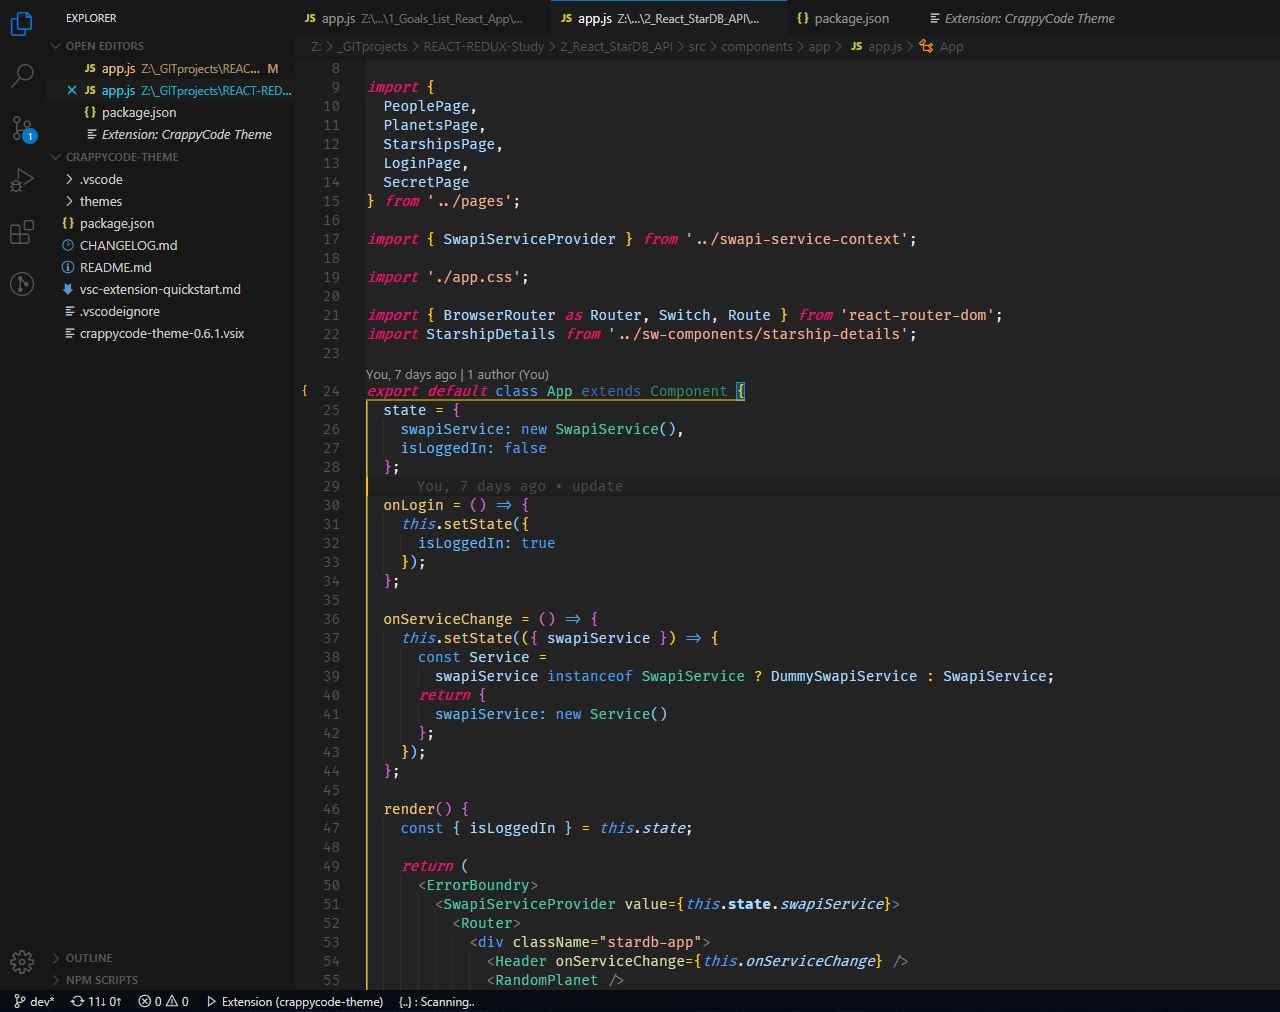 EXPLORER
OPEN EDITORS
JS app.js Z:\_GITprojects\REAC... M
JS app.js Z:\_GITprojects\REACT-RED...
{} package.json
Extension: CrappyCode Theme
CRAPPYCODE-THEME
.vscode
themes
{} package.json
CHANGELOG.md
README.md
vsc-extension-quickstart.md
.vscodeignore
crappycode-theme-0.6.1.vsix
OUTLINE
NPM SCRIPTS
1
JS app.js Z:\...\1_Goals_List_React_App\...
JS app.js Z:\...\2_React_StarDB_API\...
{} package.json
Extension: CrappyCode Theme
Z: > _GITprojects > REACT-REDUX-Study > 2_React_StarDB_API > src > components > app > JS app.js > App
8
9 import {
10 PeoplePage,
11 PlanetsPage,
12 StarshipsPage,
13 LoginPage,
14 SecretPage
15 } from '../pages';
16
17 import { SwapiServiceProvider } from '../swapi-service-context';
18
19 import './app.css';
20
21 import { BrowserRouter as Router, Switch, Route } from 'react-router-dom';
22 import StarshipDetails from '../sw-components/starship-details';
23
You, 7 days ago | 1 author (You)
{ 24 export default class App extends Component {
25 state = {
26 swapiService: new SwapiService(),
27 isLoggedIn: false
28 };
29 You, 7 days ago • update
30 onLogin = () => {
31 this.setState({
32 isLoggedIn: true
33 });
34 };
35
36 onServiceChange = () => {
37 this.setState(({ swapiService }) => {
38 const Service =
39 swapiService instanceof SwapiService ? DummySwapiService : SwapiService;
40 return {
41 swapiService: new Service()
42 };
43 });
44 };
45
46 render() {
47 const { isLoggedIn } = this.state;
48
49 return (
50 <ErrorBoundry>
51 <SwapiServiceProvider value={this.state.swapiService}>
52 <Router>
53 <div className="stardb-app">
54 <Header onServiceChange={this.onServiceChange} />
55 <RandomPlanet />
dev* 11↓ 0↑ 0 0 Extension (crappycode-theme) {..} : Scanning..